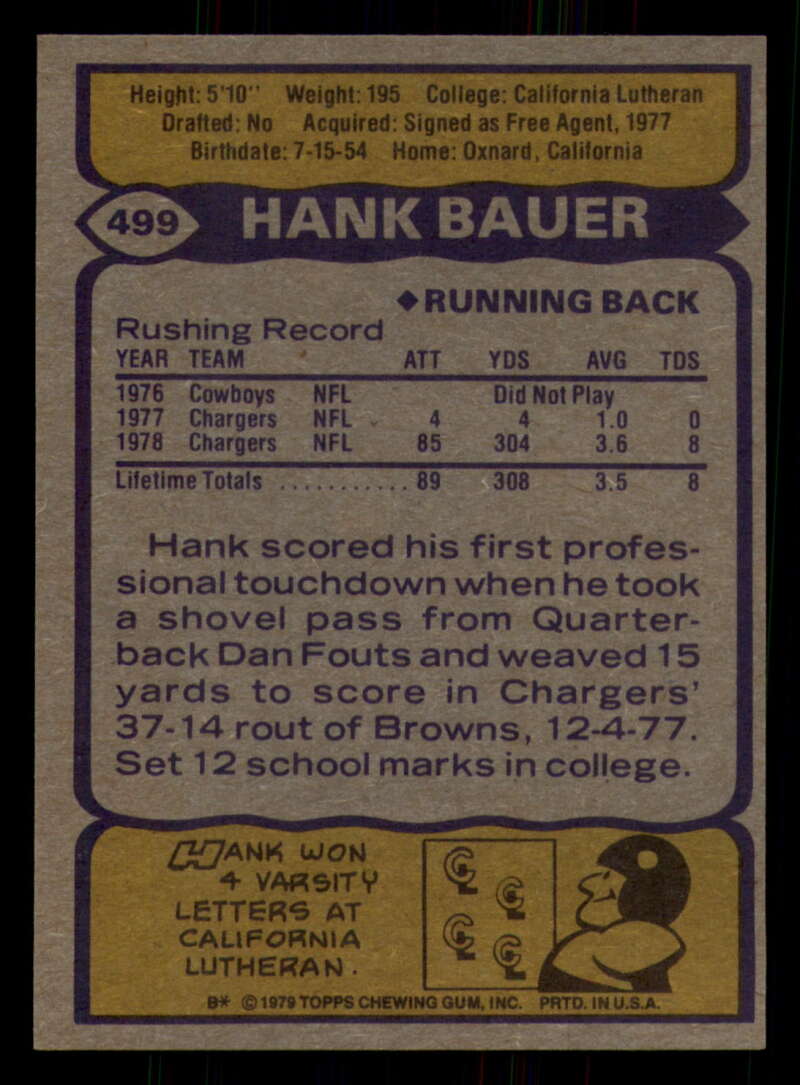 Height: 5'10" Weight: 195 College: California Lutheran
Drafted: No Acquired: Signed as Free Agent, 1977
Birthdate: 7-15-54 Home: Oxnard, California
499 HANK BAUER
◆RUNNING BACK
Rushing Record
YEAR TEAM ATT YDS AVG TDS
1976 Cowboys NFL Did Not Play
1977 Chargers NFL 4 4 1.0 0
1978 Chargers NFL 85 304 3.6 8
Lifetime Totals ........... 89 308 3.5 8
Hank scored his first profes-
sional touchdown when he took
a shovel pass from Quarter-
back Dan Fouts and weaved 15
yards to score in Chargers'
37-14 rout of Browns, 12-4-77.
Set 12 school marks in college.
HANK WON
4 VARSITY
LETTERS AT
CALIFORNIA
LUTHERAN.
CL
CL
CL
CL
B* © 1979 TOPPS CHEWING GUM, INC. PRTD. IN U.S.A.